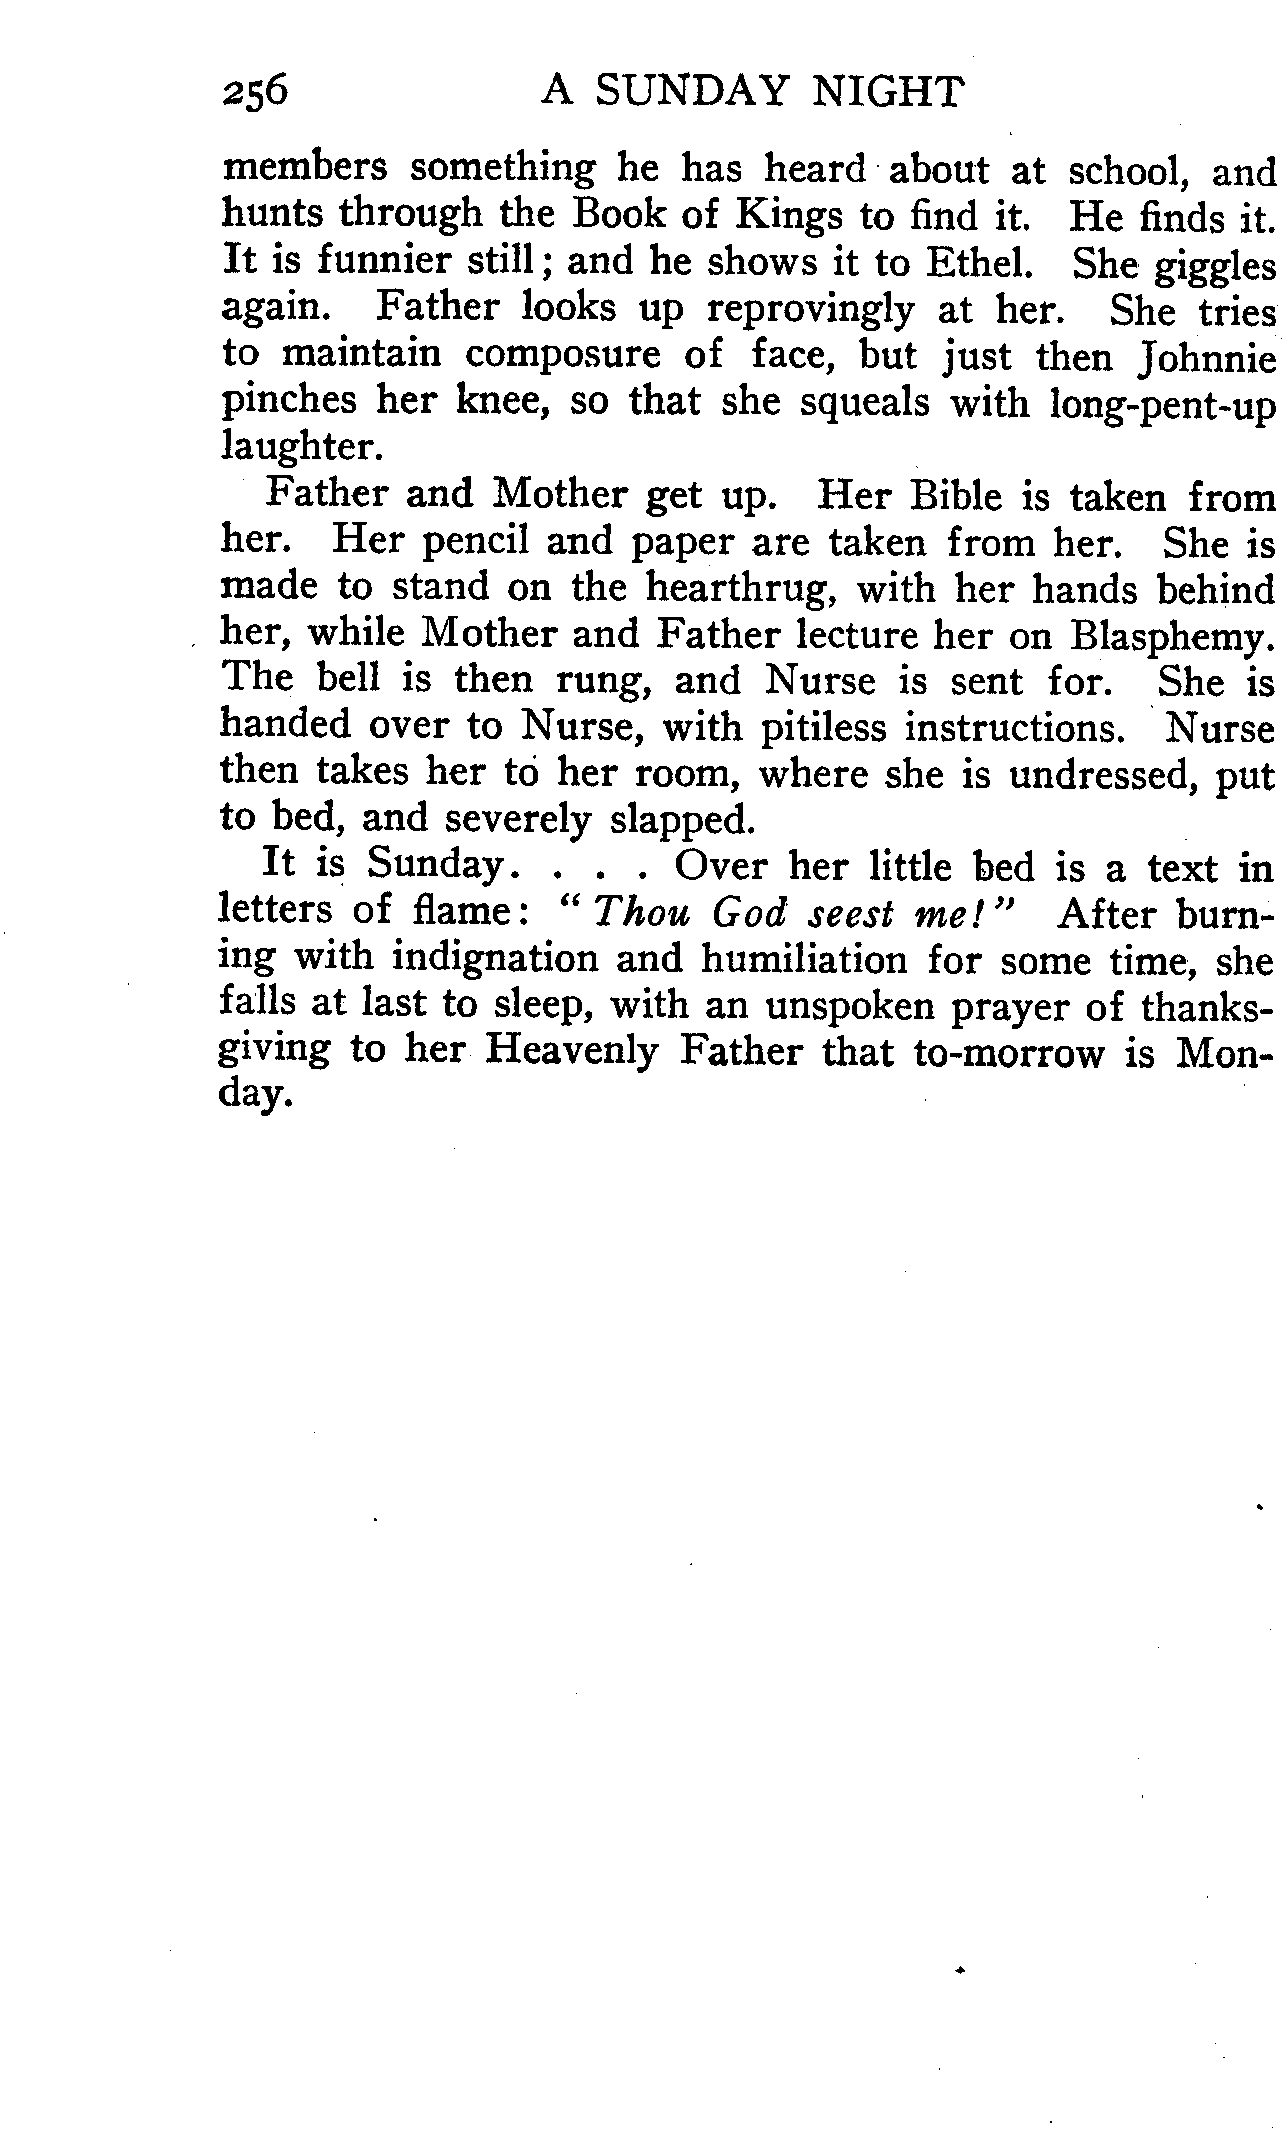 256 A SUNDAY NIGHT
members something he has heard about at school, and
hunts through the Book of Kings to find it. He finds it.
It is funnier still; and he shows it to Ethel. She giggles
again. Father looks up reprovingly at her. She tries
to maintain composure of face, but just then Johnnie
pinches her knee, so that she squeals with long-pent-up
laughter.
Father and Mother get up. Her Bible is taken from
her. Her pencil and paper are taken from her. She is
made to stand on the hearthrug, with her hands behind
her, while Mother and Father lecture her on Blasphemy.
The bell is then rung, and Nurse is sent for. She is
handed over to Nurse, with pitiless instructions. Nurse
then takes her to her room, where she is undressed, put
to bed, and severely slapped.
It is Sunday. . . . Over her little bed is a text in
letters of flame: "Thou God seest me!" After burn-
ing with indignation and humiliation for some time, she
falls at last to sleep, with an unspoken prayer of thanks-
giving to her Heavenly Father that to-morrow is Mon-
day.